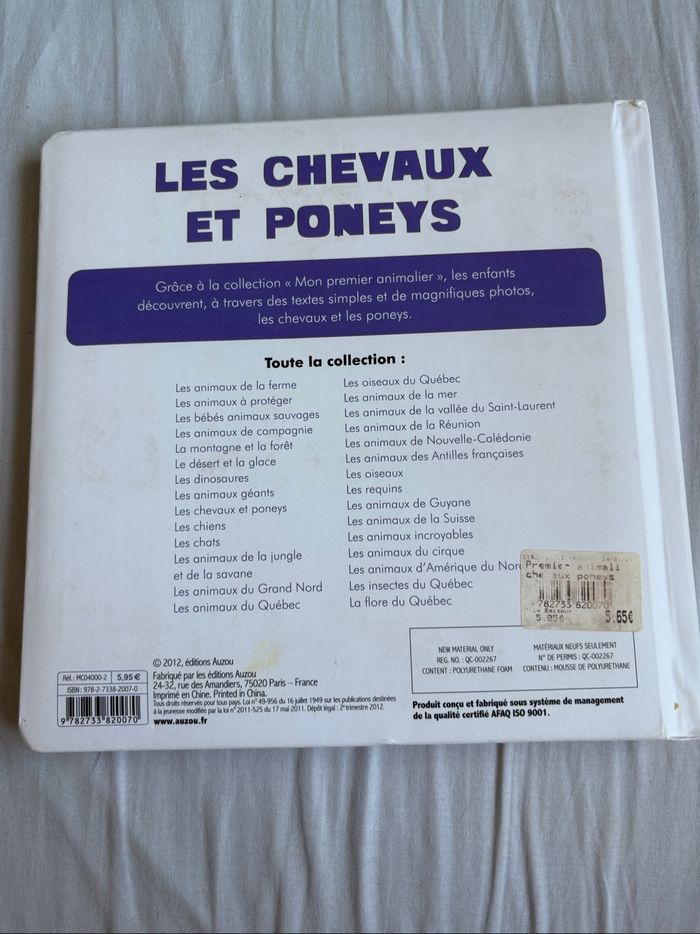 LES CHEVAUX
ET PONEYS
Grâce à la collection « Mon premier animalier », les enfants
découvrent, à travers des textes simples et de magnifiques photos,
les chevaux et les poneys.
Toute la collection :
Les animaux de la ferme
Les animaux à protéger
Les bébés animaux sauvages
Les animaux de compagnie
La montagne et la forêt
Le désert et la glace
Les dinosaures
Les animaux géants
Les chevaux et poneys
Les chiens
Les chats
Les animaux de la jungle
et de la savane
Les animaux du Grand Nord
Les animaux du Québec
Les oiseaux du Québec
Les animaux de la mer
Les animaux de la vallée du Saint-Laurent
Les animaux de la Réunion
Les animaux de Nouvelle-Calédonie
Les animaux des Antilles françaises
Les oiseaux
Les requins
Les animaux de Guyane
Les animaux de la Suisse
Les animaux incroyables
Les animaux du cirque
Les animaux d'Amérique du Nor
Les insectes du Québec
La flore du Québec
Premie- animali
che aux poneys
782733 820070
5.95€ 5.65€
NEW MATERIAL ONLY
REG. NO. : QC-002267
CONTENT : POLYURETHANE FOAM
MATÉRIAUX NEUFS SEULEMENT
N° DE PERMIS : QC-002267
CONTENU : MOUSSE DE POLYURETHANE
Produit conçu et fabriqué sous système de management
de la qualité certifié AFAQ ISO 9001.
© 2012, éditions Auzou
Fabriqué par les éditions Auzou
24-32, rue des Amandiers, 75020 Paris – France
Imprimé en Chine. Printed in China.
Tous droits réservés pour tous pays. Loi n° 49-956 du 16 juillet 1949 sur les publications destinées
à la jeunesse modifiée par la loi n° 2011-525 du 17 mai 2011. Dépôt légal : 2e trimestre 2012.
www.auzou.fr
Réf.: MC04000-2 5,95 €
ISBN : 978-2-7338-2007-0
9 782733 820070